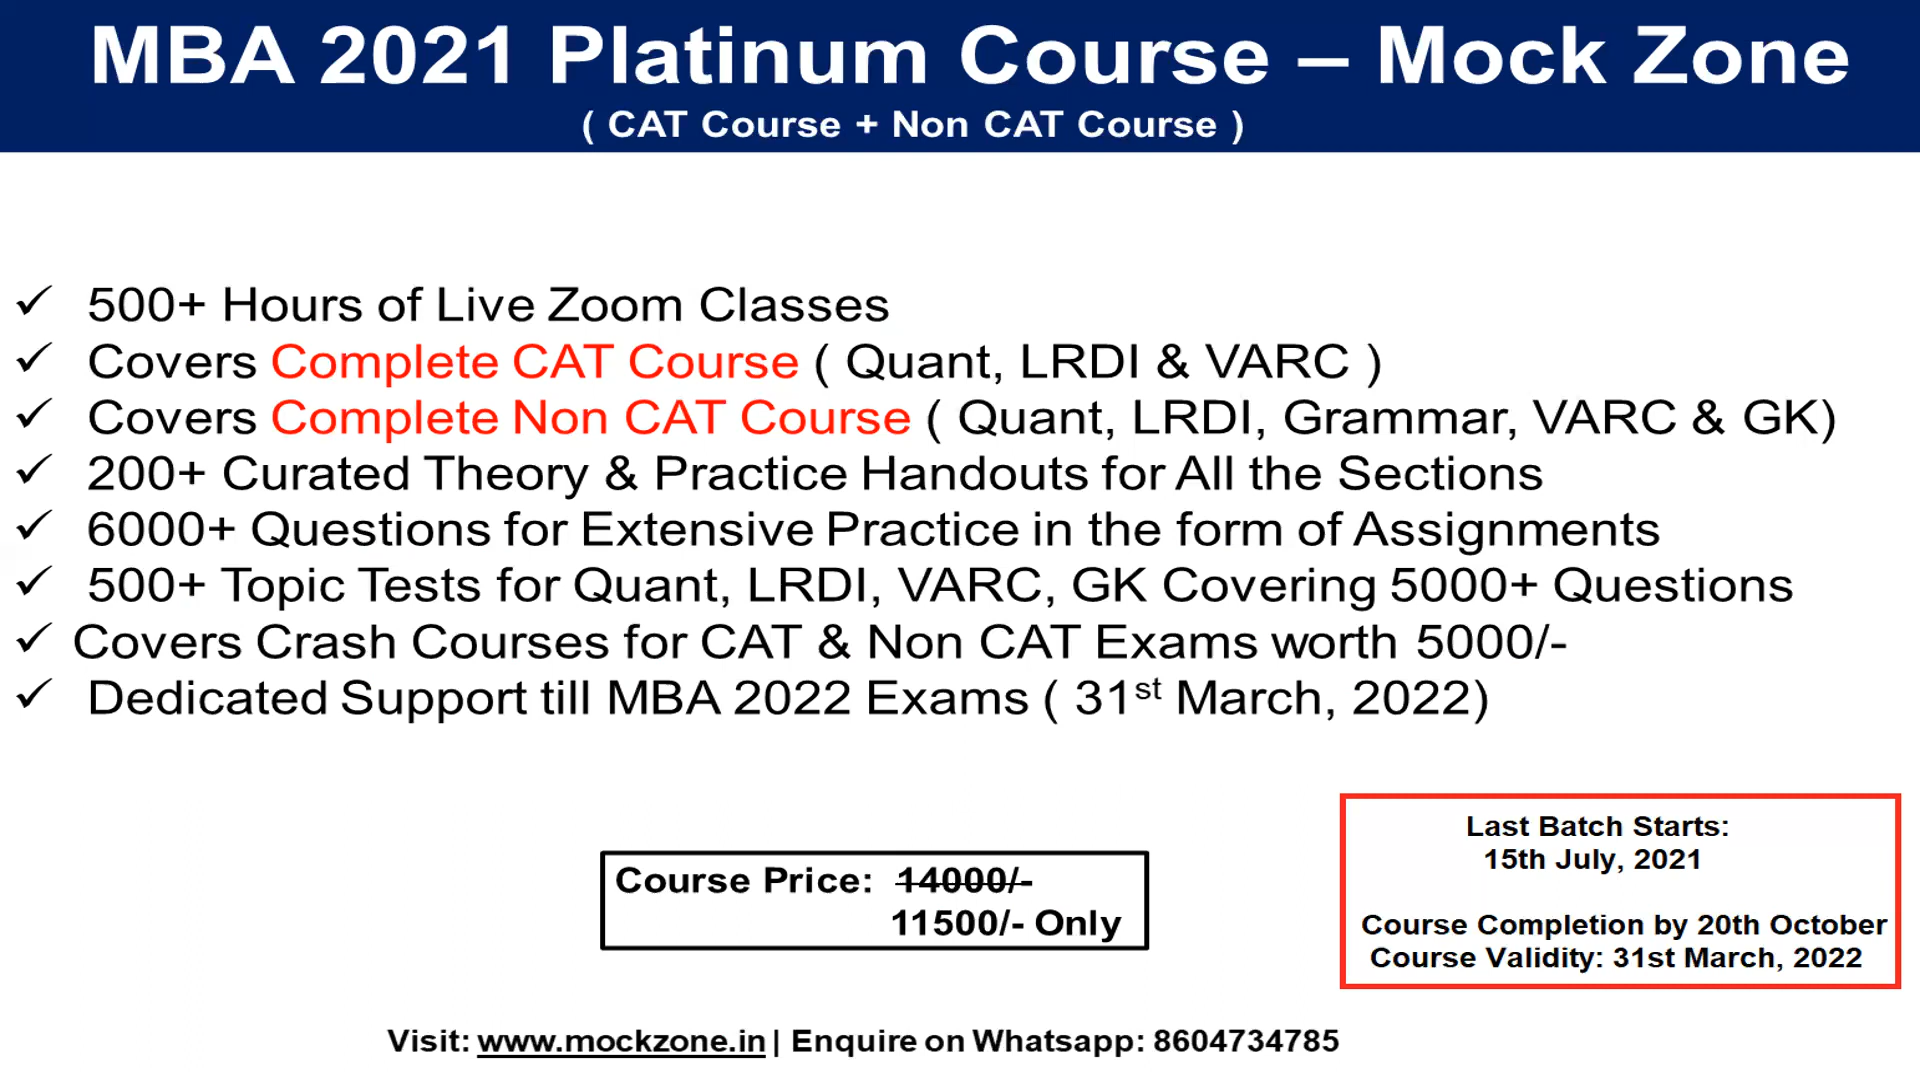 MBA 2021 Platinum Course – Mock Zone
( CAT Course + Non CAT Course )
✓ 500+ Hours of Live Zoom Classes
✓ Covers Complete CAT Course ( Quant, LRDI & VARC )
✓ Covers Complete Non CAT Course ( Quant, LRDI, Grammar, VARC & GK)
✓ 200+ Curated Theory & Practice Handouts for All the Sections
✓ 6000+ Questions for Extensive Practice in the form of Assignments
✓ 500+ Topic Tests for Quant, LRDI, VARC, GK Covering 5000+ Questions
✓ Covers Crash Courses for CAT & Non CAT Exams worth 5000/-
✓ Dedicated Support till MBA 2022 Exams ( 31st March, 2022)
Course Price: 14000/-
11500/- Only
Last Batch Starts:
15th July, 2021
Course Completion by 20th October
Course Validity: 31st March, 2022
Visit: www.mockzone.in | Enquire on Whatsapp: 8604734785